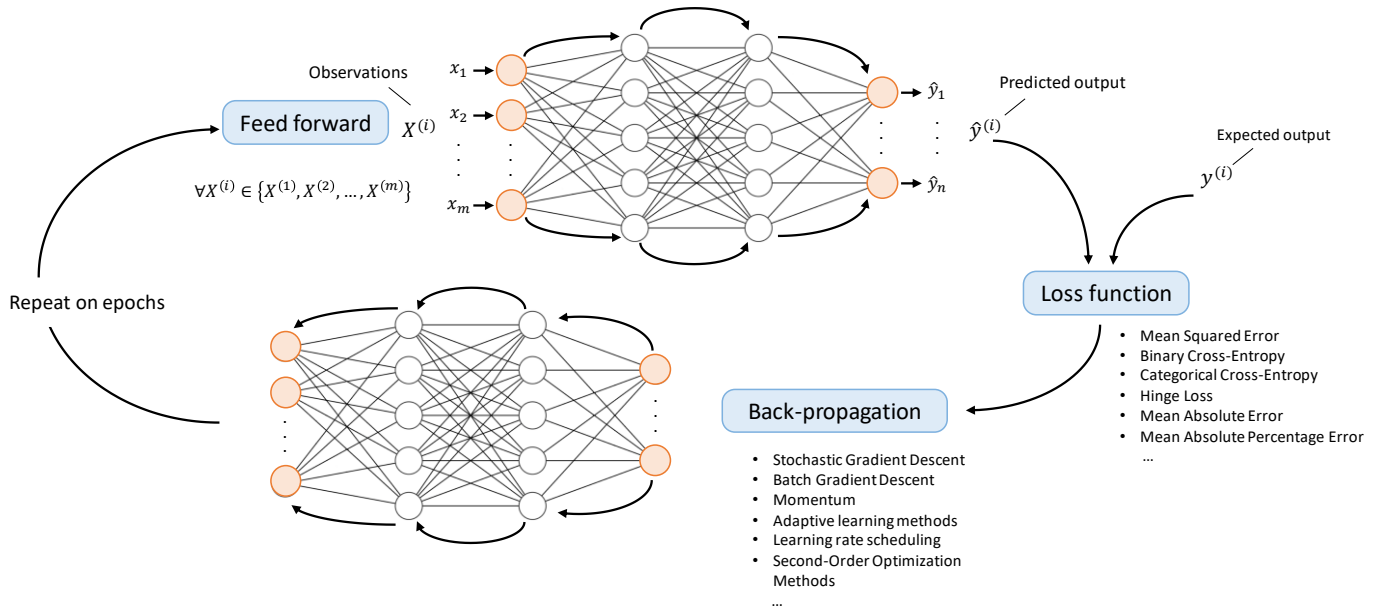 Observations
Feed forward
X^{(i)}
∀X^{(i)} ∈ {X^{(1)}, X^{(2)}, ..., X^{(m)}}
x_1
x_2
x_m
ŷ_1
ŷ_n
Predicted output
ŷ^{(i)}
Expected output
y^{(i)}
Loss function
• Mean Squared Error
• Binary Cross-Entropy
• Categorical Cross-Entropy
• Hinge Loss
• Mean Absolute Error
• Mean Absolute Percentage Error
...
Back-propagation
• Stochastic Gradient Descent
• Batch Gradient Descent
• Momentum
• Adaptive learning methods
• Learning rate scheduling
• Second-Order Optimization
Methods
...
Repeat on epochs